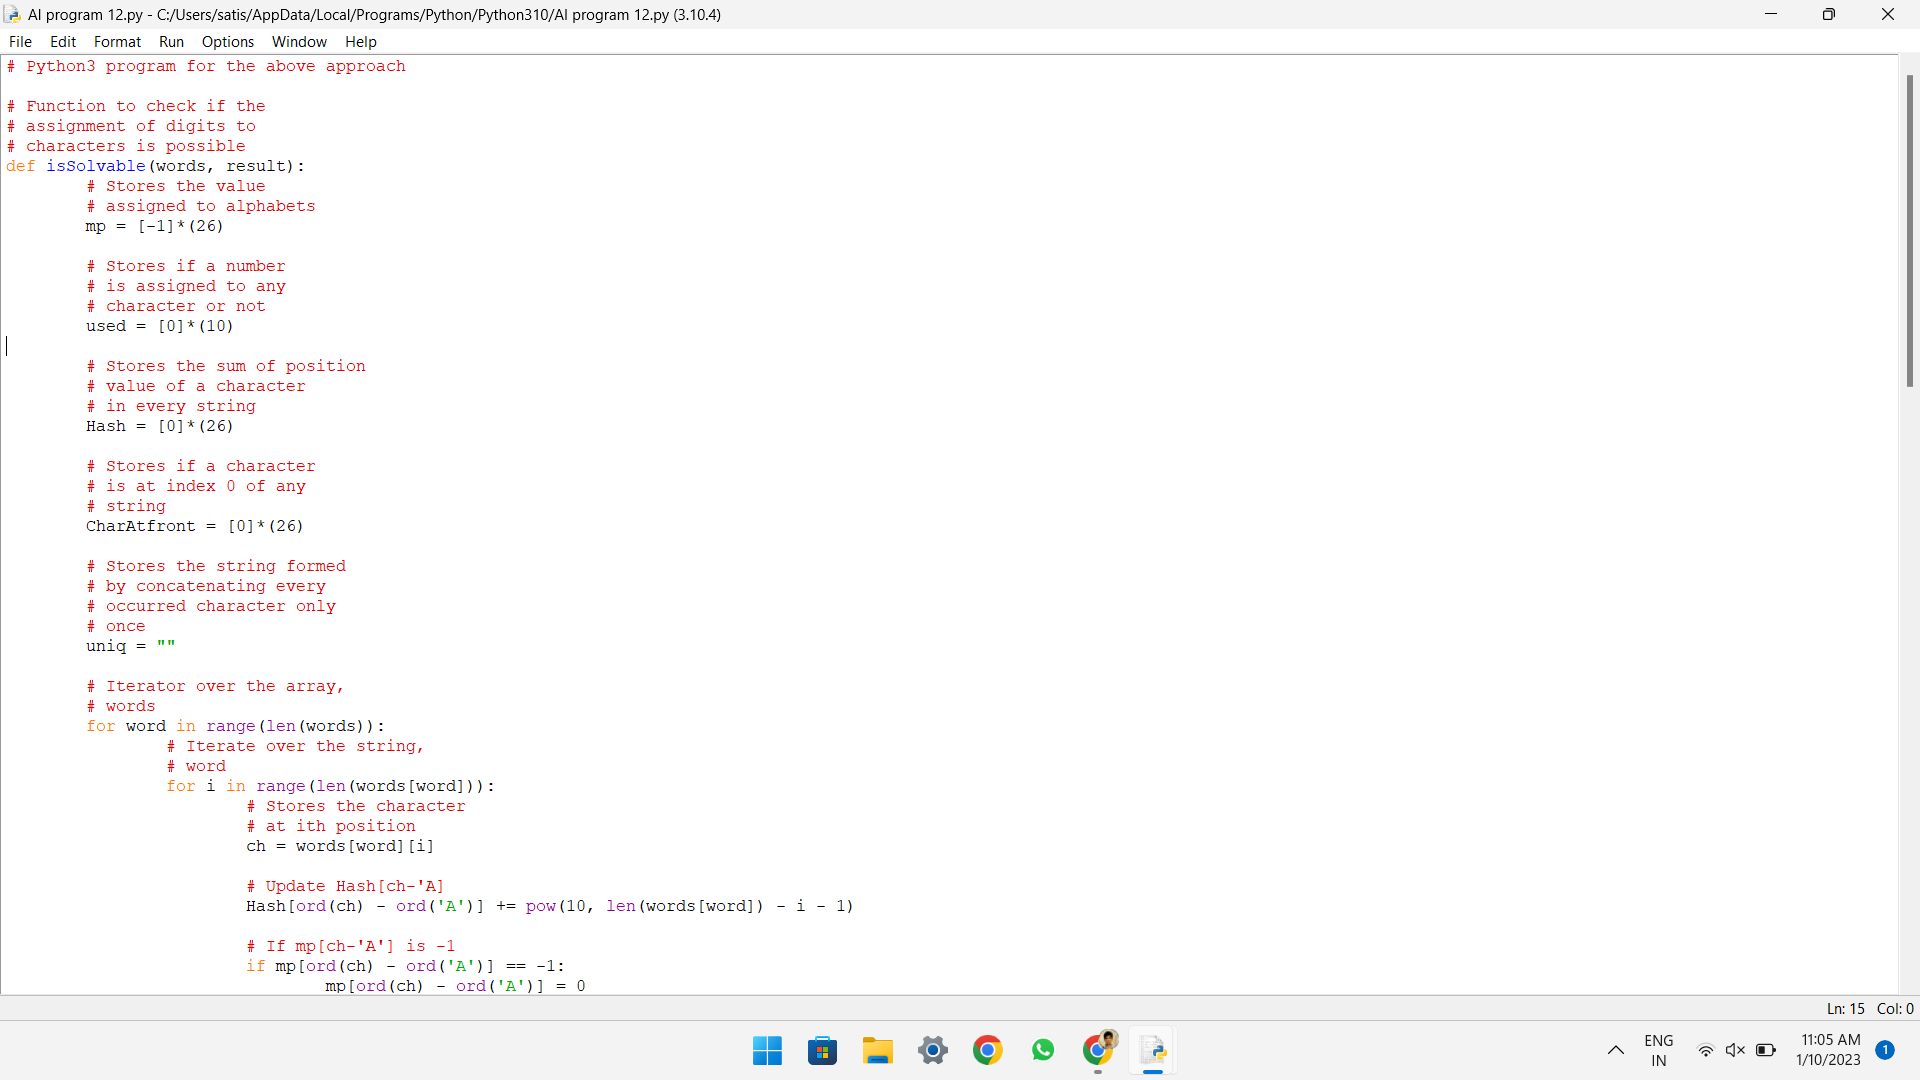 AI program 12.py - C:/Users/satis/AppData/Local/Programs/Python/Python310/AI program 12.py (3.10.4)
File Edit Format Run Options Window Help
# Python3 program for the above approach
# Function to check if the
# assignment of digits to
# characters is possible
def isSolvable(words, result):
# Stores the value
# assigned to alphabets
mp = [-1]*(26)
# Stores if a number
# is assigned to any
# character or not
used = [0]*(10)
# Stores the sum of position
# value of a character
# in every string
Hash = [0]*(26)
# Stores if a character
# is at index 0 of any
# string
CharAtfront = [0]*(26)
# Stores the string formed
# by concatenating every
# occurred character only
# once
uniq = ""
# Iterator over the array,
# words
for word in range(len(words)):
# Iterate over the string,
# word
for i in range(len(words[word])):
# Stores the character
# at ith position
ch = words[word][i]
# Update Hash[ch-'A]
Hash[ord(ch) - ord('A')] += pow(10, len(words[word]) - i - 1)
# If mp[ch-'A'] is -1
if mp[ord(ch) - ord('A')] == -1:
mp[ord(ch) - ord('A')] = 0
Ln: 15 Col: 0
ENG
IN
11:05 AM
1/10/2023
1